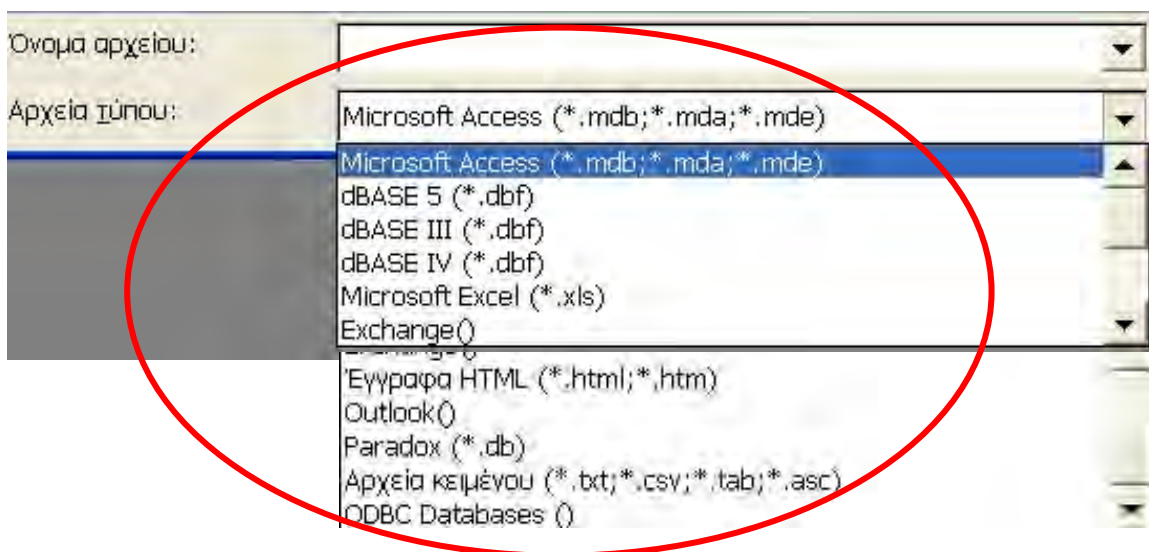 Όνομα αρχείου:
Αρχεία τύπου:
Microsoft Access (*.mdb;*.mda;*.mde)
Microsoft Access (*.mdb;*.mda;*.mde)
dBASE 5 (*.dbf)
dBASE III (*.dbf)
dBASE IV (*.dbf)
Microsoft Excel (*.xls)
Exchange()
Exchange()
Έγγραφα HTML (*.html;*.htm)
Outlook()
Paradox (*.db)
Αρχεία κειμένου (*.txt;*.csv;*.tab;*.asc)
ODBC Databases ()